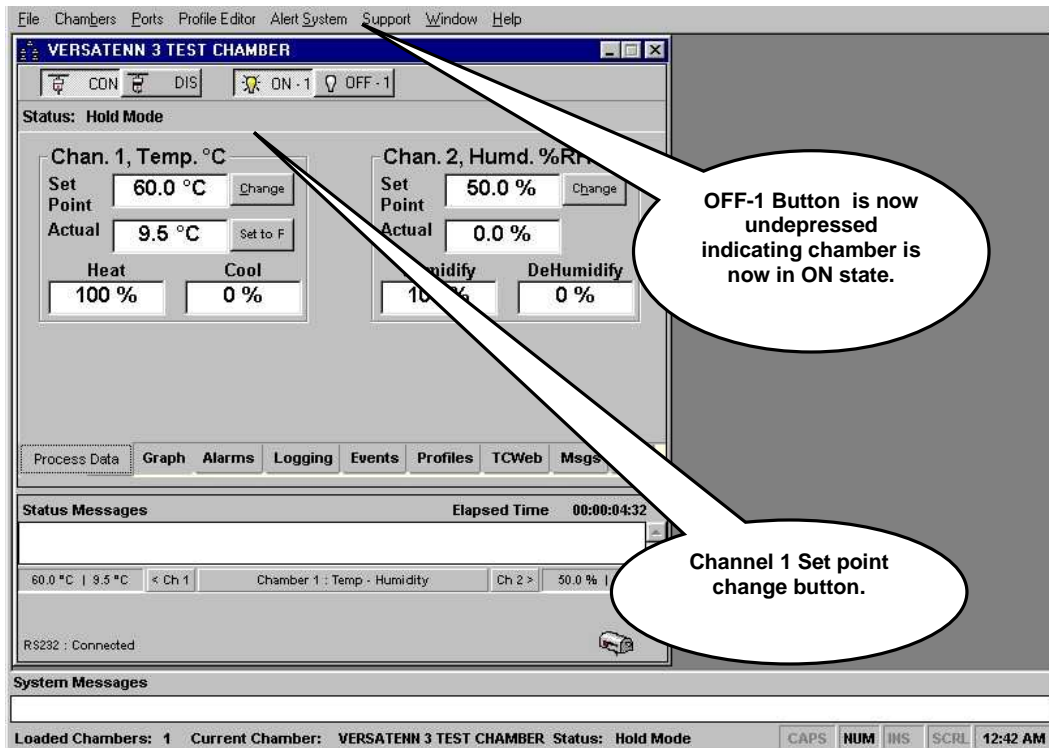 File Chambers Ports Profile Editor Alert System Support Window Help
VERSATENN 3 TEST CHAMBER
CON DIS ON - 1 OFF - 1
Status: Hold Mode
Chan. 1, Temp. °C
Set Point 60.0 °C Change
Actual 9.5 °C Set to F
Heat Cool
100 % 0 %
Chan. 2, Humd. %RH
Set Point 50.0 % Change
Actual 0.0 %
DeHumidify
0 %
OFF-1 Button is now
undepressed
indicating chamber is
now in ON state.
Process Data Graph Alarms Logging Events Profiles TCWeb Msgs
Status Messages Elapsed Time 00:00:04:32
60.0 °C | 9.5 °C < Ch 1 Chamber 1 : Temp - Humidity Ch 2 > 50.0 % |
Channel 1 Set point
change button.
RS232 : Connected
System Messages
Loaded Chambers: 1 Current Chamber: VERSATENN 3 TEST CHAMBER Status: Hold Mode CAPS NUM INS SCRL 12:42 AM